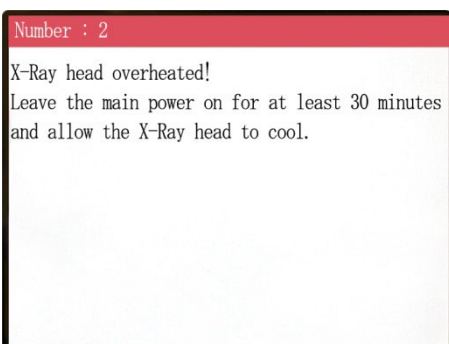 Number : 2
X-Ray head overheated!
Leave the main power on for at least 30 minutes
and allow the X-Ray head to cool.